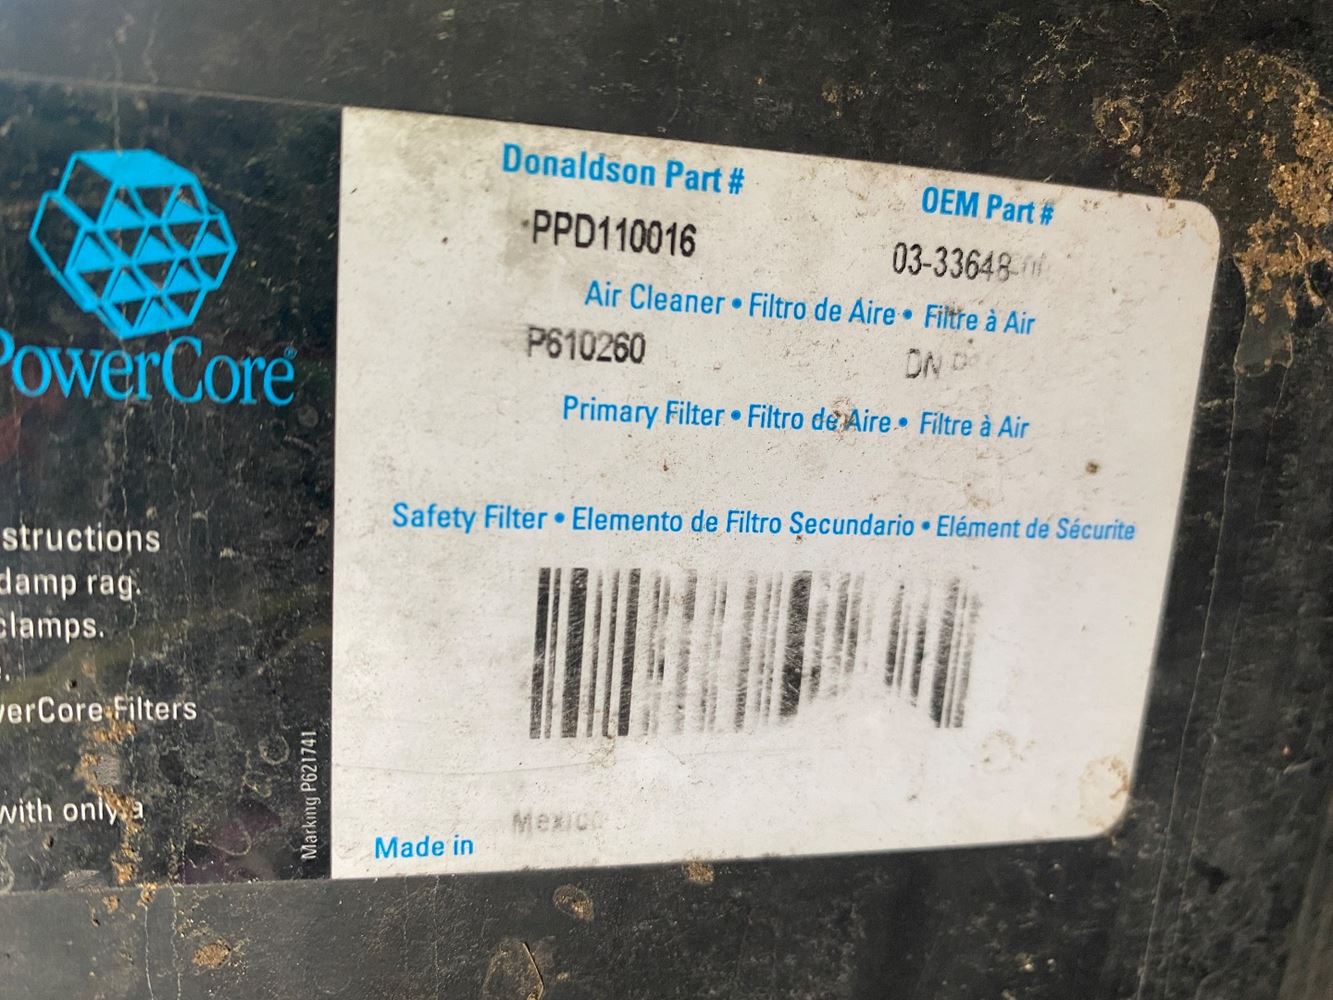 PowerCore®
structions
damp rag.
clamps.
verCore Filters
with only a
Marking P621741
Donaldson Part #
OEM Part #
PPD110016
03-33648
Air Cleaner • Filtro de Aire • Filtre à Air
P610260
DN
Primary Filter • Filtro de Aire • Filtre à Air
Safety Filter • Elemento de Filtro Secundario • Elément de Sécurite
Made in
Mexico